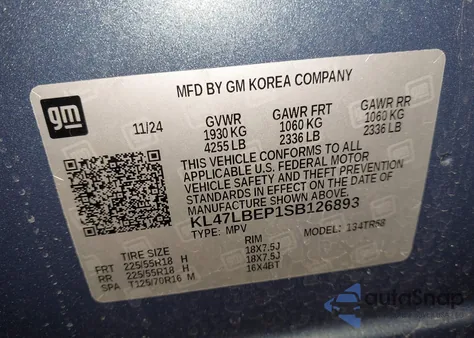 gm
MFD BY GM KOREA COMPANY
11/24 GVWR GAWR FRT GAWR RR
1930 KG 1060 KG 1060 KG
4255 LB 2336 LB 2336 LB
THIS VEHICLE CONFORMS TO ALL
APPLICABLE U.S. FEDERAL MOTOR
VEHICLE SAFETY AND THEFT PREVENTION
STANDARDS IN EFFECT ON THE DATE OF
MANUFACTURE SHOWN ABOVE.
KL47LBEP1SB126893
TYPE: MPV MODEL: 134TR58
TIRE SIZE RIM
FRT 225/55R18 H 18X7.5J
RR 225/55R18 H 18X7.5J
SPA T125/70R16 M 16X4BT
autoSnap